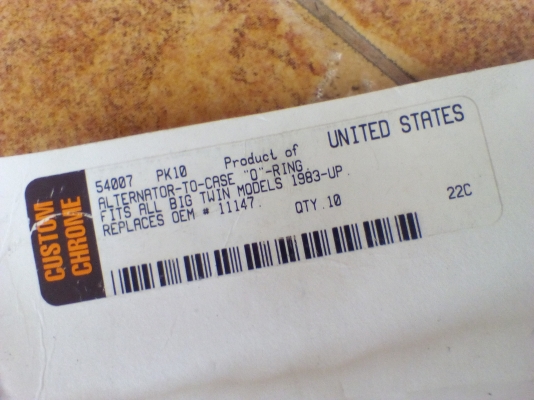 CUSTOM
CHROME
54007 PK10 Product of UNITED STATES
ALTERNATOR-TO-CASE "O"-RING.
FITS ALL BIG TWIN MODELS 1983-UP.
REPLACES OEM # 11147. QTY.10 22C